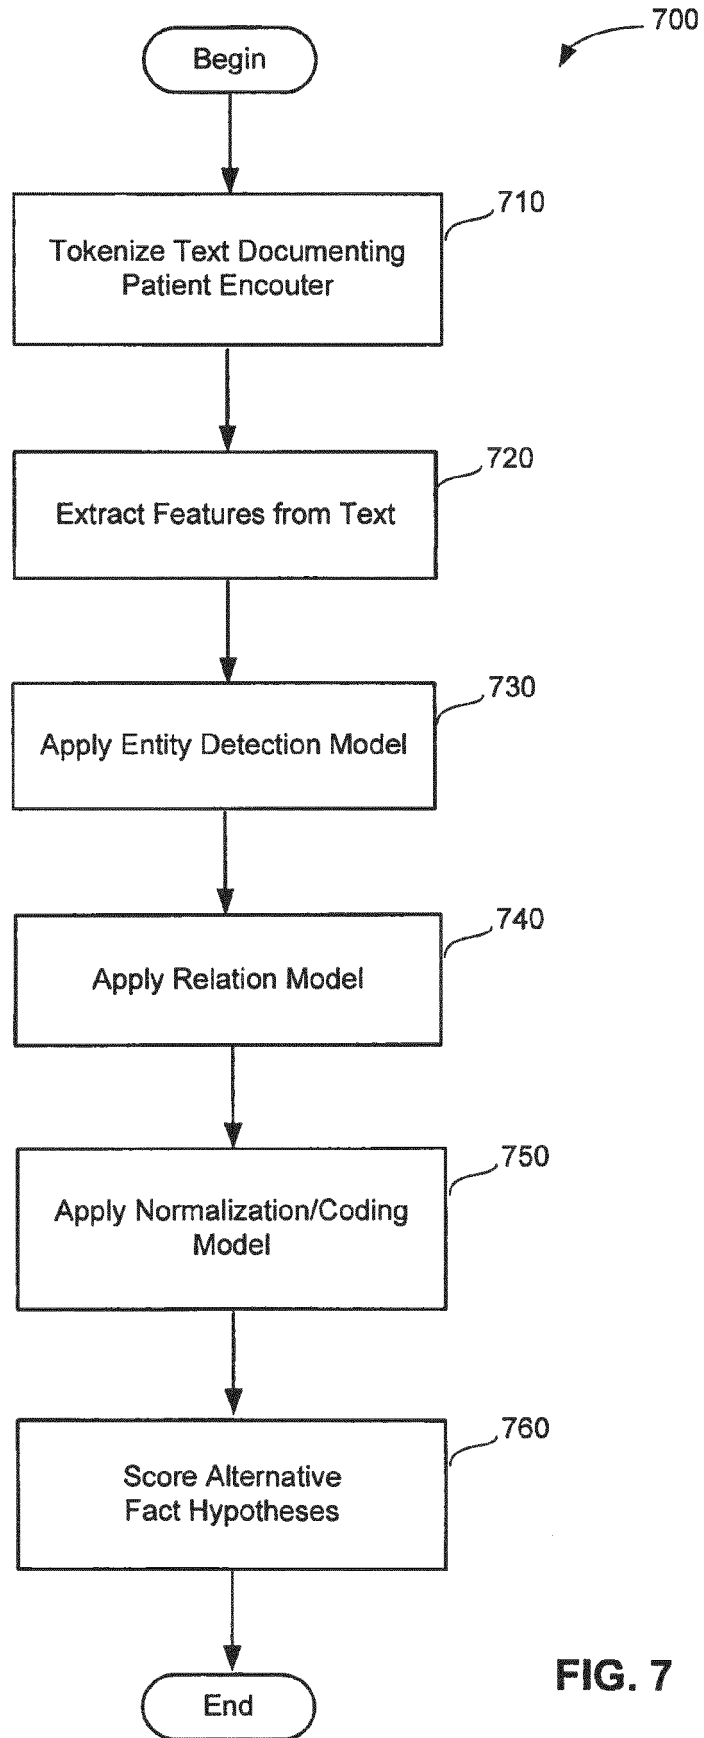 700
Begin
710
Tokenize Text Documenting
Patient Encouter
720
Extract Features from Text
730
Apply Entity Detection Model
740
Apply Relation Model
750
Apply Normalization/Coding
Model
760
Score Alternative
Fact Hypotheses
End
FIG. 7